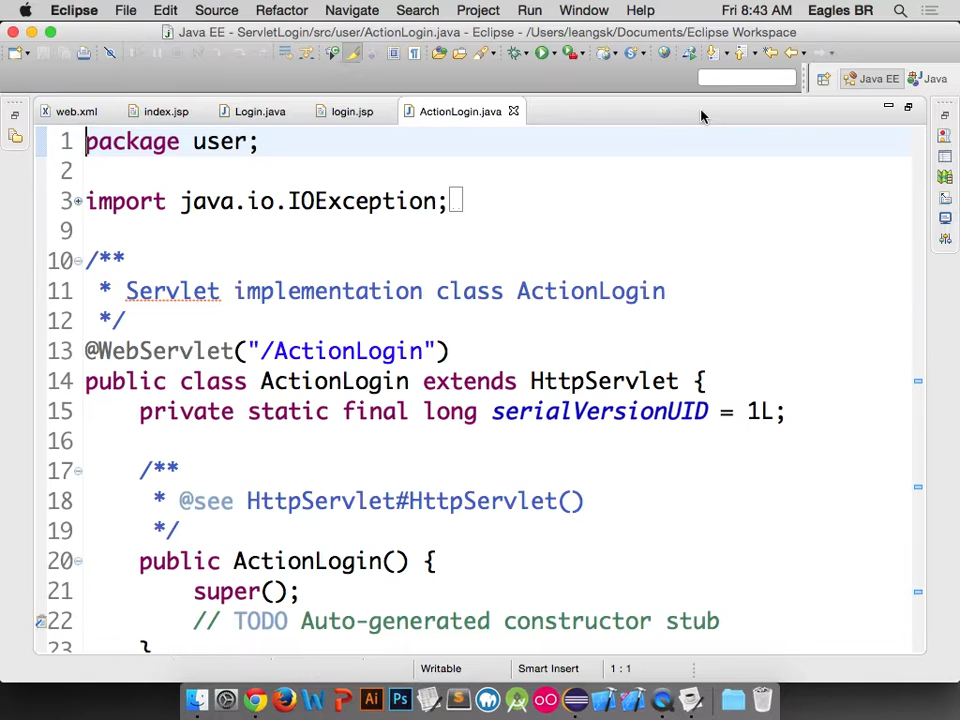 Eclipse File Edit Source Refactor Navigate Search Project Run Window Help Fri 8:43 AM Eagles BR
Java EE - ServletLogin/src/user/ActionLogin.java - Eclipse - /Users/leangsk/Documents/Eclipse Workspace
Java EE Java
web.xml index.jsp Login.java login.jsp ActionLogin.java
1 package user;
2
3 import java.io.IOException;
9
10 /**
11 * Servlet implementation class ActionLogin
12 */
13 @WebServlet("/ActionLogin")
14 public class ActionLogin extends HttpServlet {
15 private static final long serialVersionUID = 1L;
16
17 /**
18 * @see HttpServlet#HttpServlet()
19 */
20 public ActionLogin() {
21 super();
22 // TODO Auto-generated constructor stub
23 }
Writable Smart Insert 1 : 1
W P Ai Ps S